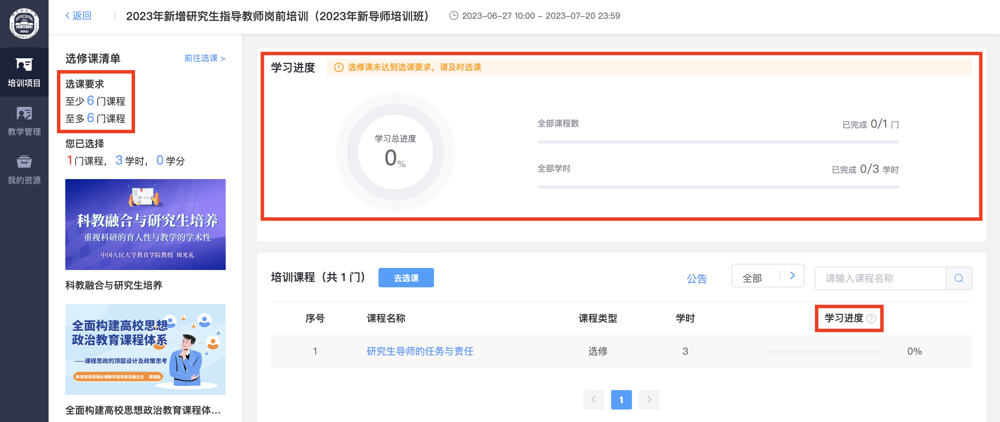 南京师范大学
1902
NNU
NANJING NORMAL UNIVERSITY
培训项目
教学管理
我的资源
< 返回
2023年新增研究生指导教师岗前培训（2023年新导师培训班）
2023-06-27 10:00 - 2023-07-20 23:59
选修课清单
前往选课 >
选课要求
至少 6 门课程
至多 6 门课程
您已选择
1 门课程， 3 学时， 0 学分
科教融合与研究生培养
重视科研的育人性与教学的学术性
中国人民大学教育学院教授 周光礼
科教融合与研究生培养
全面构建高校思想
政治教育课程体系
——课程思政的顶层设计及政策思考
教育部思政理论课教学指导委员副主任 高德毅
全面构建高校思想政治教育课程体...
学习进度
选修课未达到选课要求，请及时选课
学习总进度
0%
全部课程数
已完成 0/1 门
全部学时
已完成 0/3 学时
培训课程（共 1 门）
去选课
公告
全部
请输入课程名称
序号 课程名称 课程类型 学时 学习进度 ?
1 研究生导师的任务与责任 选修 3 0%
< 1 >